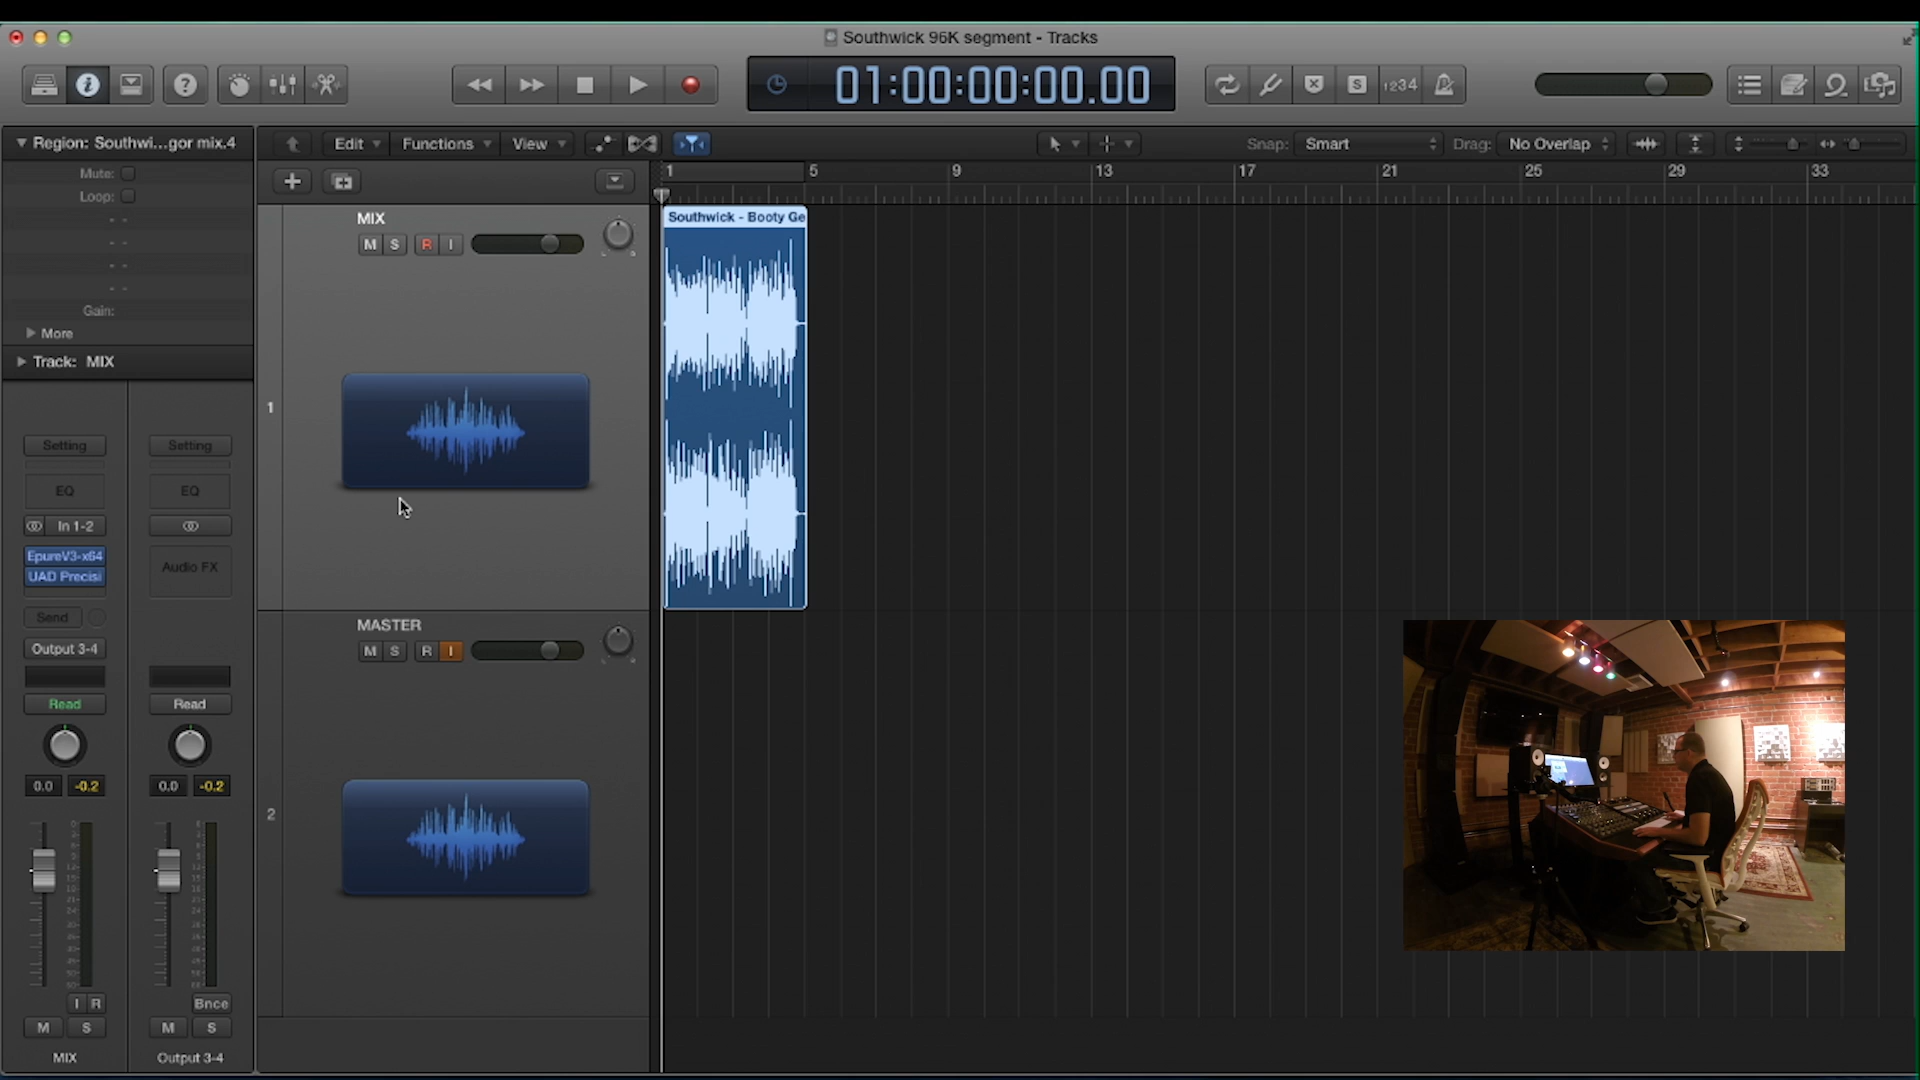 Southwick 96K segment - Tracks
01:00:00:00.00
1234
Region: Southwi...gor mix.4
Edit
Functions
View
Snap: Smart
Drag: No Overlap
Mute:
Loop:
Gain:
More
Track: MIX
1 5 9 13 17 21 25 29 33
MIX
M S R I
Southwick - Booty Ge
1
Setting Setting
EQ EQ
In 1-2
EpureV3-x64
UAD Precisi
Audio FX
Send
Output 3-4
Read Read
0.0 -0.2 0.0 -0.2
MASTER
M S R I
2
I R Bnce
M S M S
MIX Output 3-4